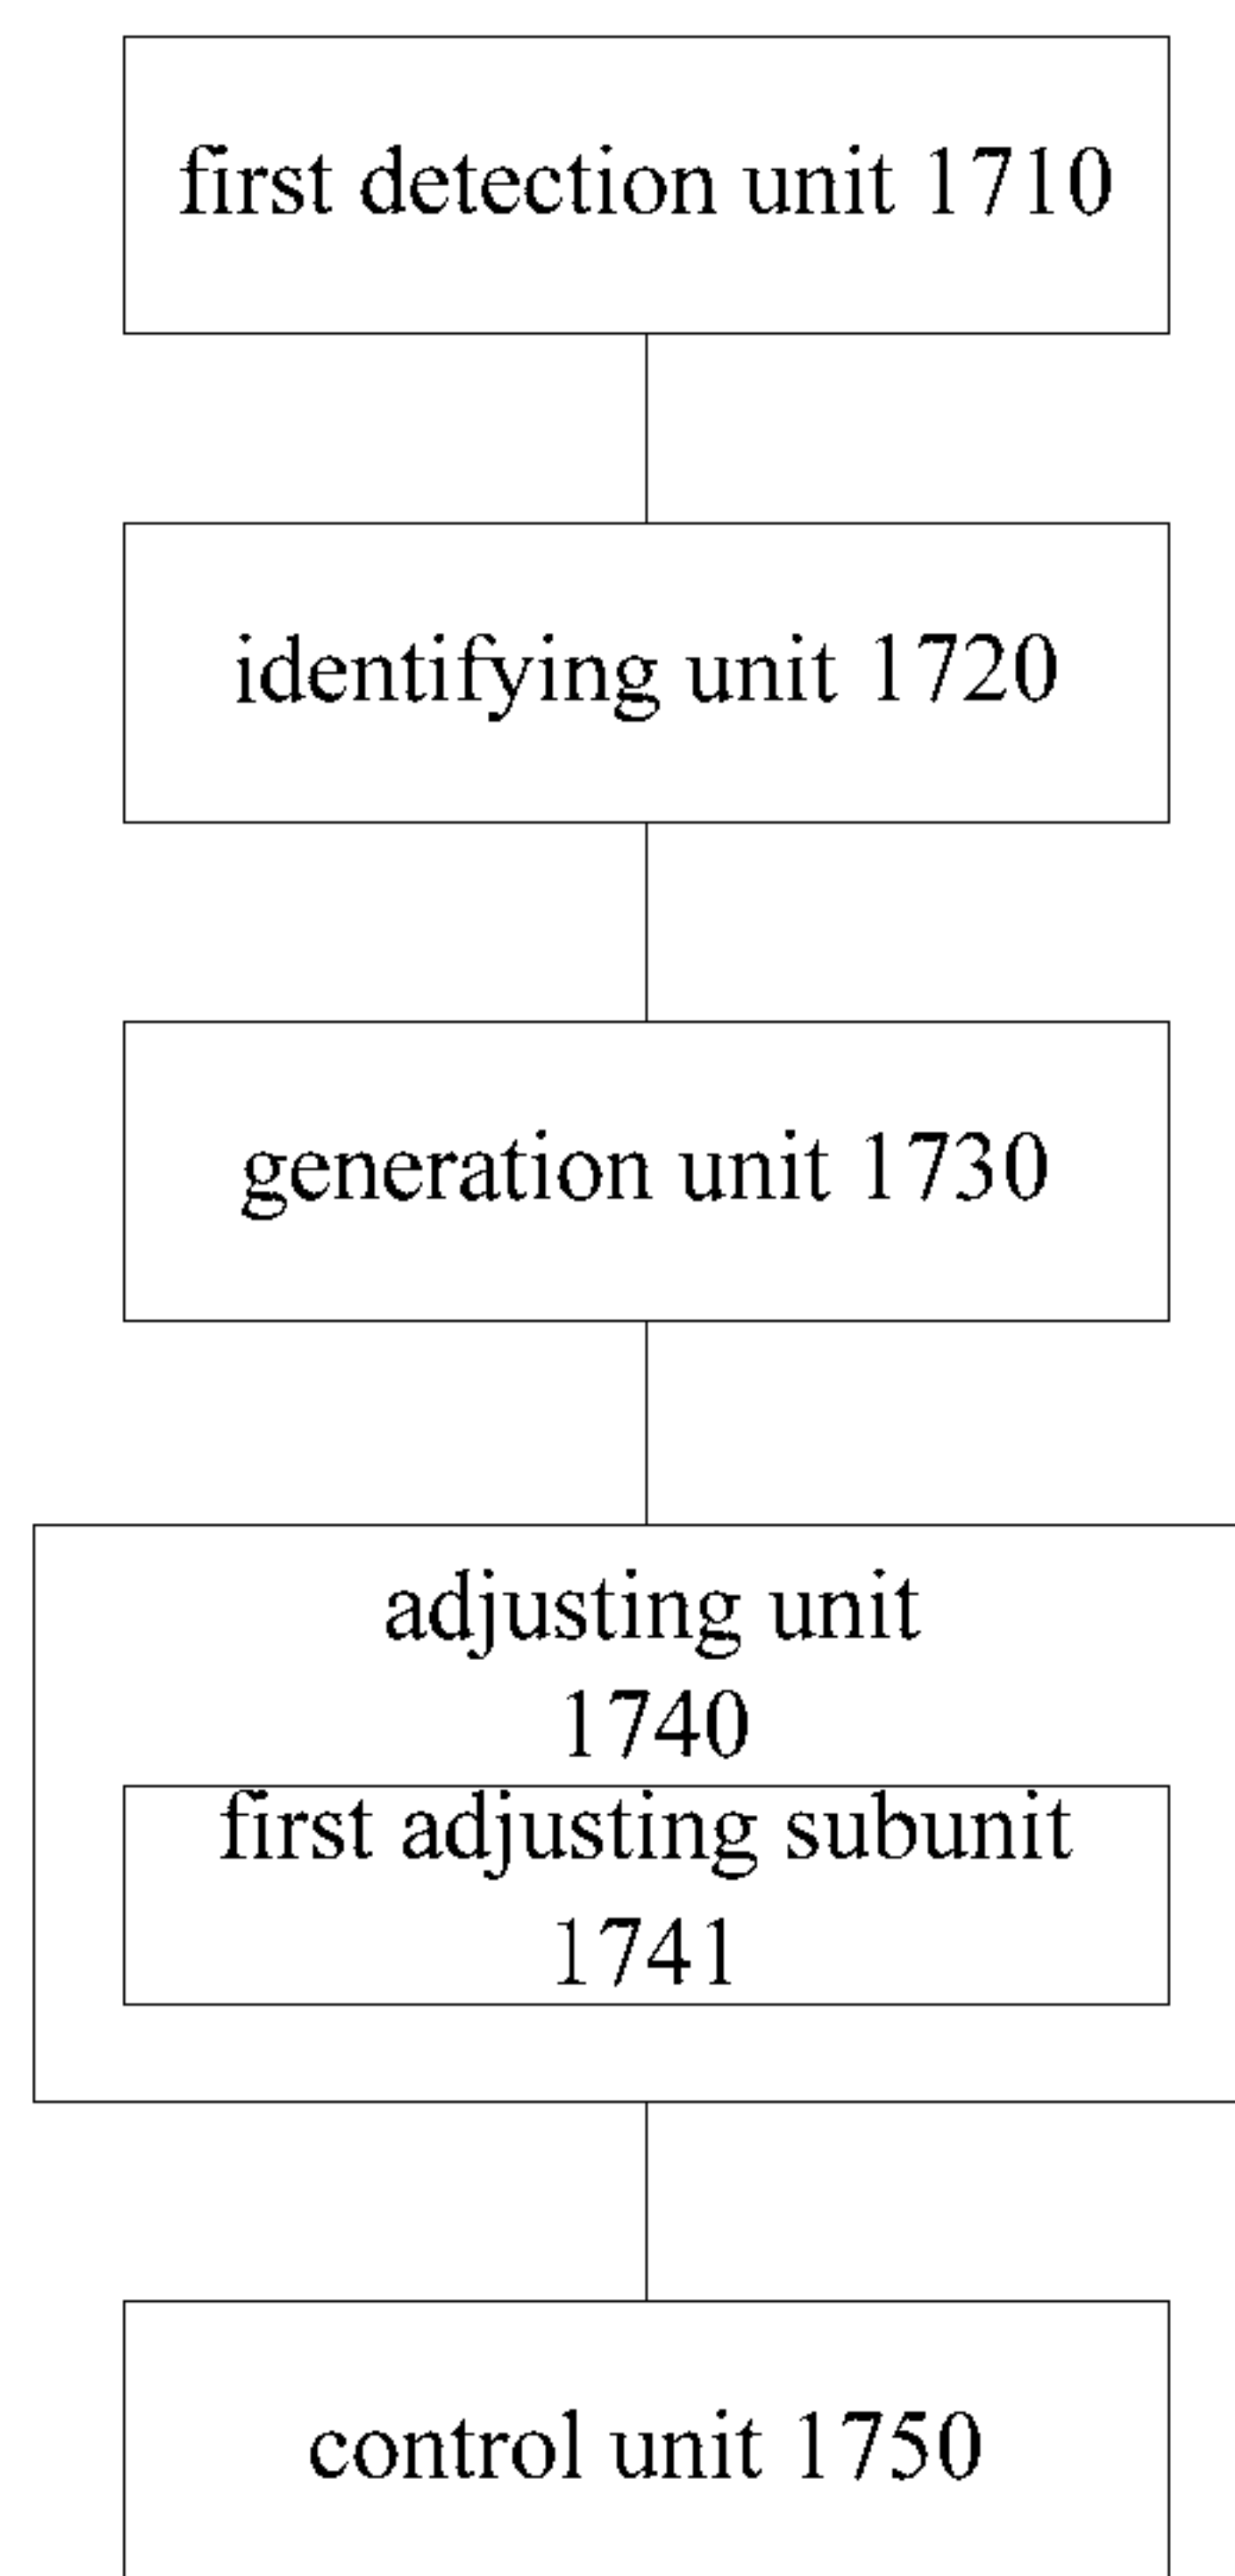 first detection unit 1710
identifying unit 1720
generation unit 1730
adjusting unit
1740
first adjusting subunit
1741
control unit 1750